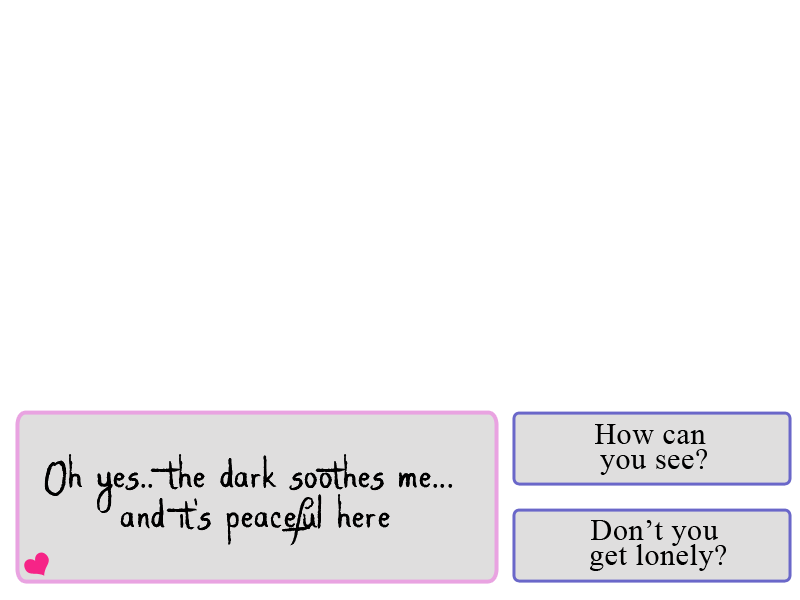 Oh yes..the dark soothes me...
and it's peaceful here
How can
you see?
Don’t you
get lonely?